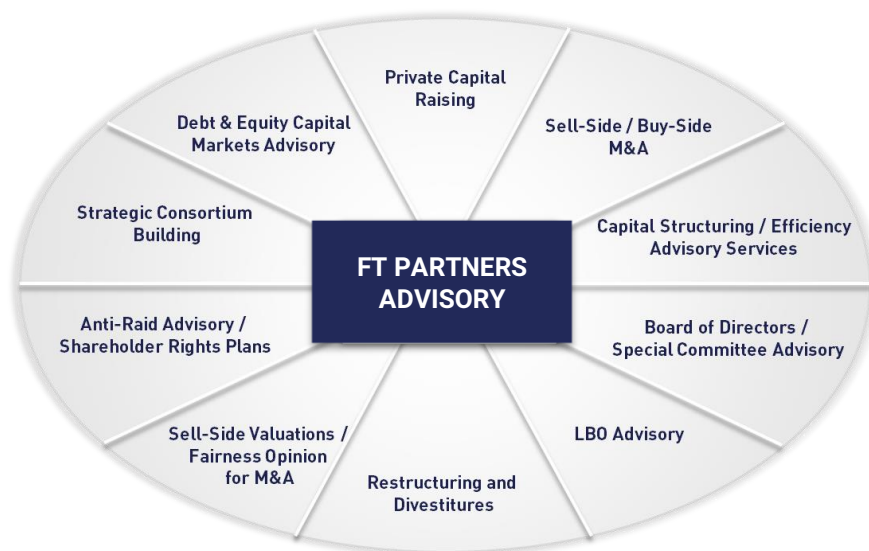 Private Capital
Raising
Debt & Equity Capital
Markets Advisory
Sell-Side / Buy-Side
M&A
Strategic Consortium
Building
Capital Structuring / Efficiency
Advisory Services
FT PARTNERS
ADVISORY
Anti-Raid Advisory /
Shareholder Rights Plans
Board of Directors /
Special Committee Advisory
Sell-Side Valuations /
Fairness Opinion
for M&A
LBO Advisory
Restructuring and
Divestitures